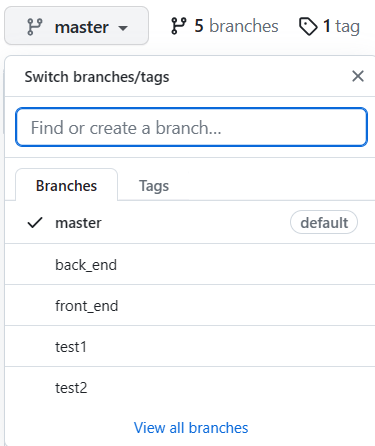 master 5 branches 1 tag
Switch branches/tags
Find or create a branch...
Branches Tags
master default
back_end
front_end
test1
test2
View all branches